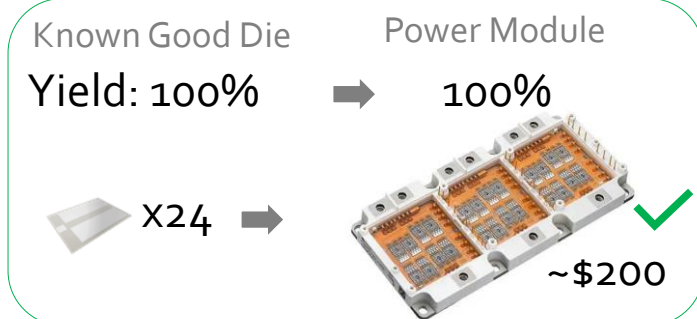 Known Good Die
Power Module
Yield: 100%
100%
X24
~$200